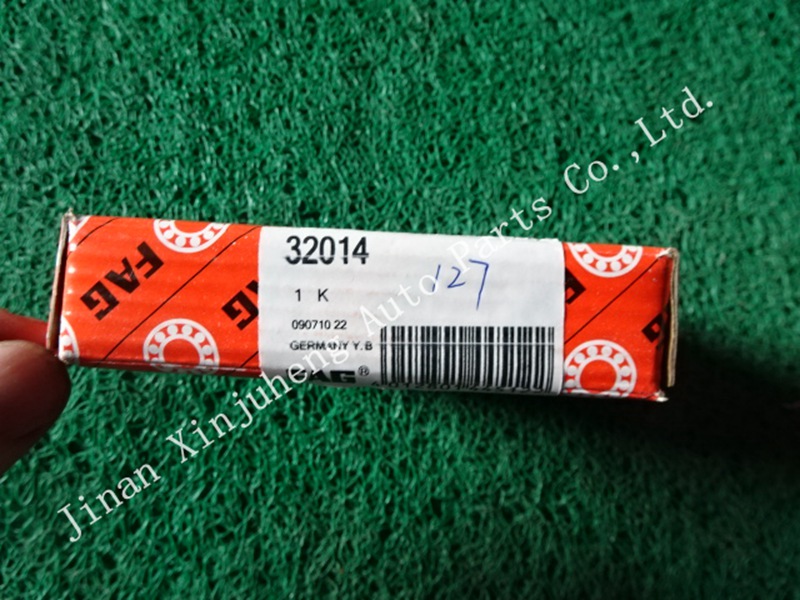 32014
127
1 K
FAG
FAG
090710 22
GERMANY Y. B
FAG®
Jinan Xinjuheng Auto Parts Co.,Ltd.